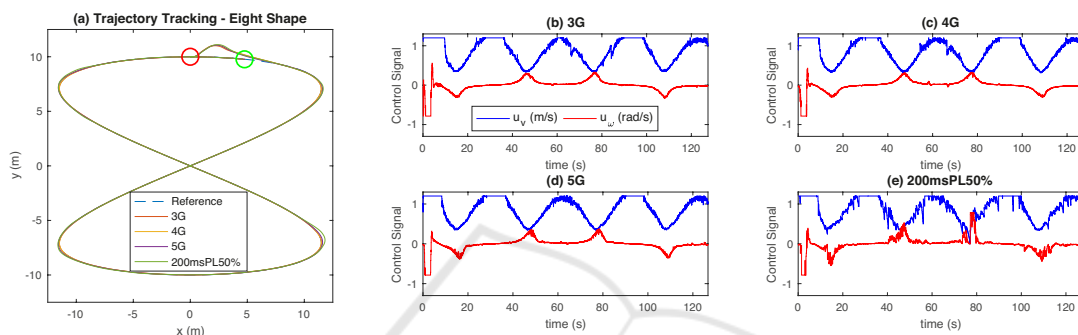 (a) Trajectory Tracking - Eight Shape
10
5
0
-5
-10
y (m)
-10
-5
0
5
10
x (m)
Reference
3G
4G
5G
200msPL50%
(b) 3G
1
0
-1
Control Signal
u_v (m/s)
u_ω (rad/s)
0
20
40
60
80
100
120
time (s)
(c) 4G
1
0
-1
Control Signal
0
20
40
60
80
100
120
time (s)
(d) 5G
1
0
-1
Control Signal
0
20
40
60
80
100
120
time (s)
(e) 200msPL50%
1
0
-1
Control Signal
0
20
40
60
80
100
120
time (s)